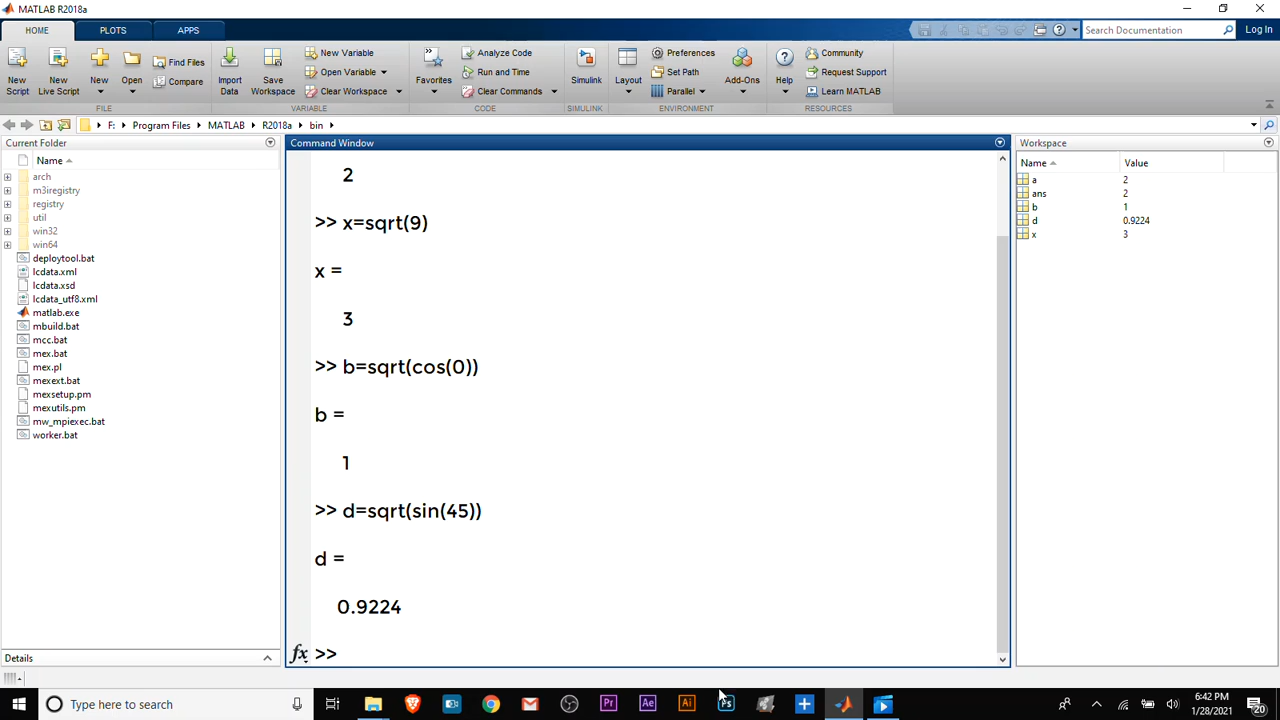 MATLAB R2018a
HOME PLOTS APPS
Search Documentation Log In
New Script
New Live Script
New
Open
Find Files
Compare
Import Data
Save Workspace
New Variable
Open Variable
Clear Workspace
Favorites
Analyze Code
Run and Time
Clear Commands
Simulink
Layout
Preferences
Set Path
Parallel
Add-Ons
Help
Community
Request Support
Learn MATLAB
FILE VARIABLE CODE SIMULINK ENVIRONMENT RESOURCES
F: Program Files MATLAB R2018a bin
Current Folder
Name
arch
m3iregistry
registry
util
win32
win64
deploytool.bat
lcdata.xml
lcdata.xsd
lcdata_utf8.xml
matlab.exe
mbuild.bat
mcc.bat
mex.bat
mex.pl
mexext.bat
mexsetup.pm
mexutils.pm
mw_mpiexec.bat
worker.bat
Details
Command Window
2
>> x=sqrt(9)
x =
3
>> b=sqrt(cos(0))
b =
1
>> d=sqrt(sin(45))
d =
0.9224
fx >>
Workspace
Name Value
a 2
ans 2
b 1
d 0.9224
x 3
Type here to search
Pr
Ae
Ai
Ps
6:42 PM
1/28/2021
20